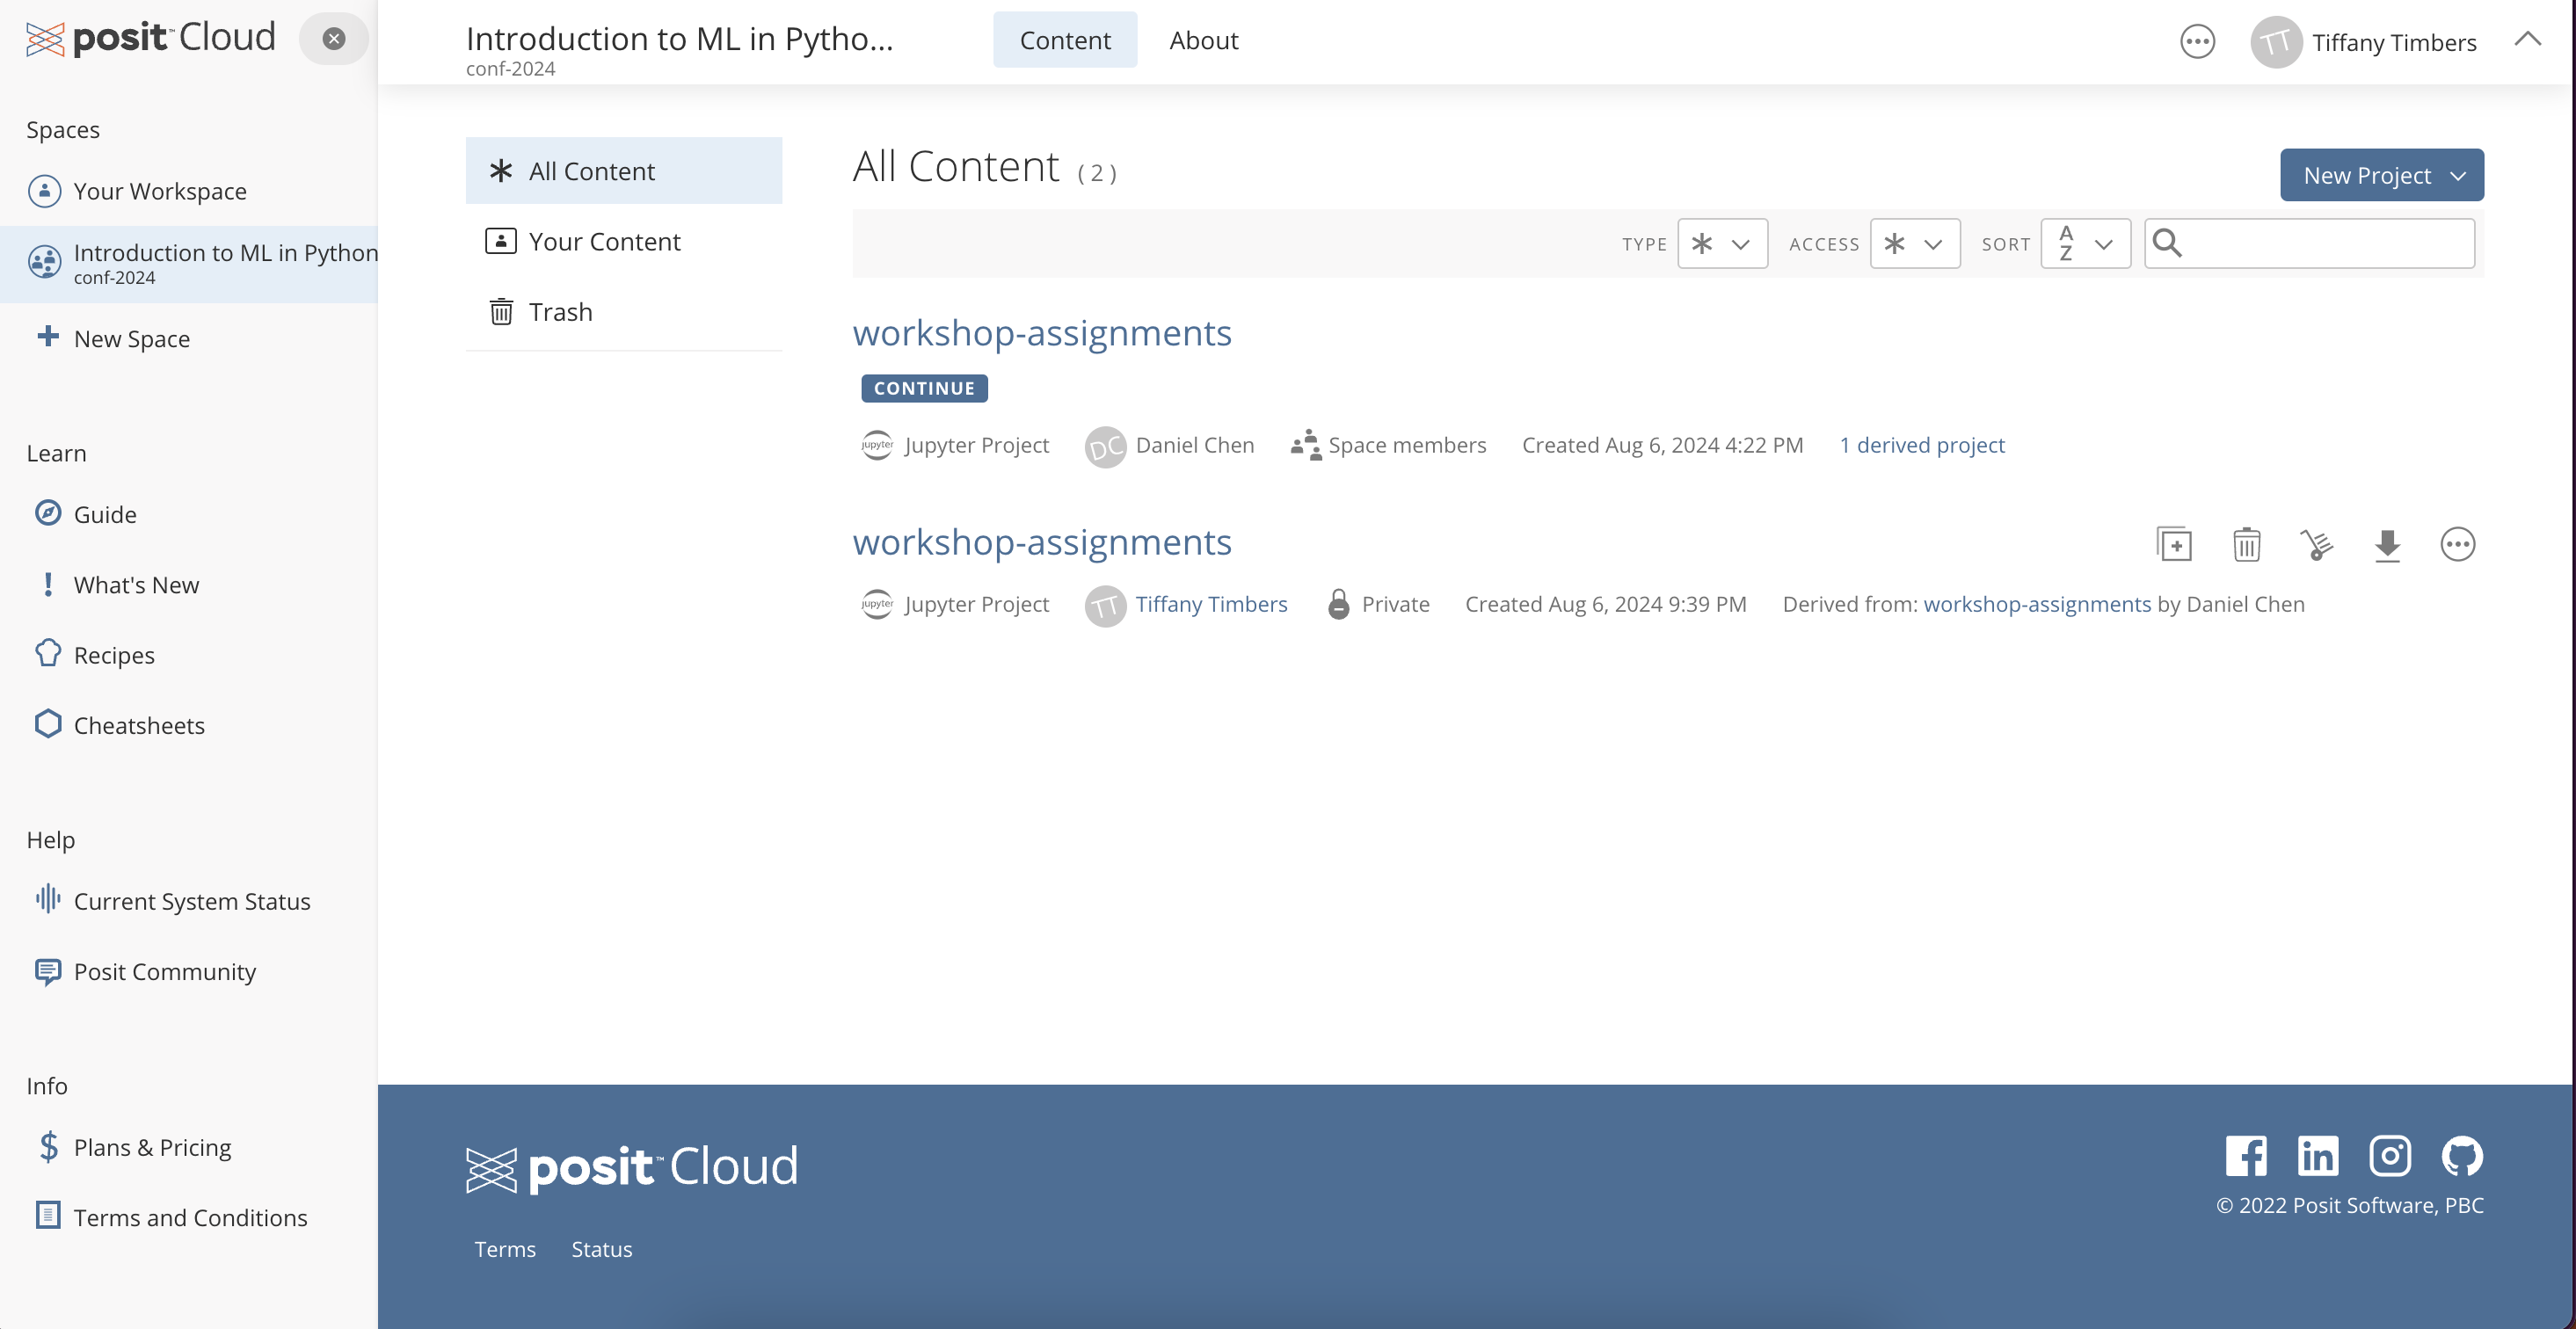 posit™ Cloud
Spaces
Your Workspace
Introduction to ML in Python
conf-2024
New Space
Learn
Guide
What's New
Recipes
Cheatsheets
Help
Current System Status
Posit Community
Info
Plans & Pricing
Terms and Conditions
Introduction to ML in Pytho...
conf-2024
Content
About
TT Tiffany Timbers
All Content
Your Content
Trash
All Content ( 2 )
New Project
TYPE ACCESS SORT A Z
workshop-assignments
CONTINUE
jupyter Jupyter Project DC Daniel Chen Space members Created Aug 6, 2024 4:22 PM 1 derived project
workshop-assignments
jupyter Jupyter Project TT Tiffany Timbers Private Created Aug 6, 2024 9:39 PM Derived from: workshop-assignments by Daniel Chen
posit™ Cloud
© 2022 Posit Software, PBC
Terms Status